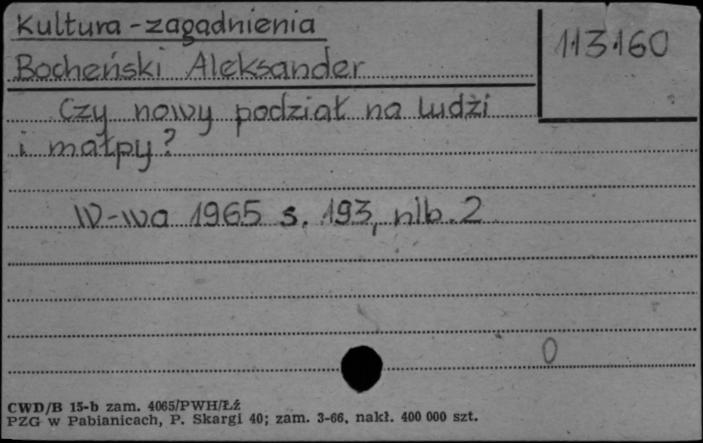 Kultura - zagadnienia
113160
Bocheński Aleksander
Czy nowy podział na ludzi
i małpy?
W-wa 1965 s. 193, nlb. 2
0
CWD/B 15-b zam. 4065/PWH/Łź
PZG w Pabianicach, P. Skargi 40; zam. 3-66, nakł. 400 000 szt.